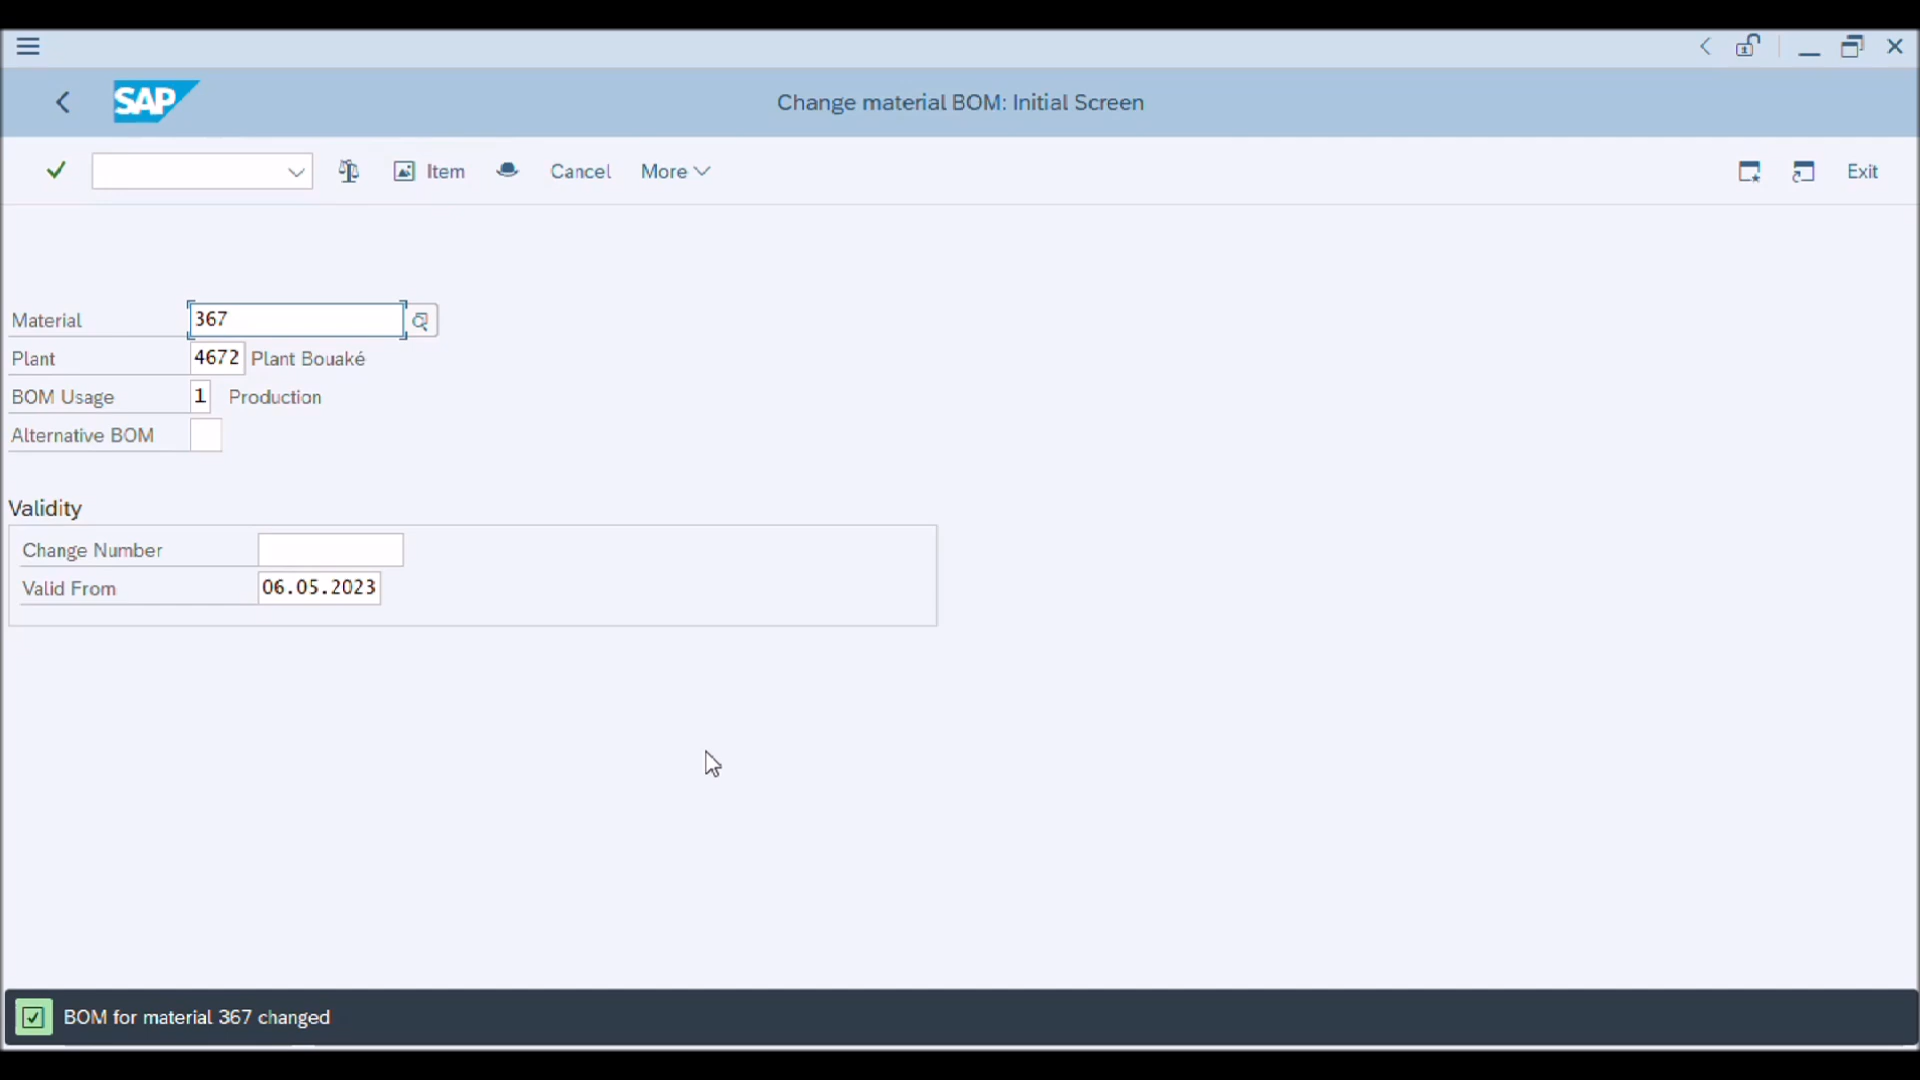 SAP
Change material BOM: Initial Screen
Item
Cancel
More
Exit
Material 367
Plant 4672 Plant Bouaké
BOM Usage 1 Production
Alternative BOM
Validity
Change Number
Valid From 06.05.2023
BOM for material 367 changed